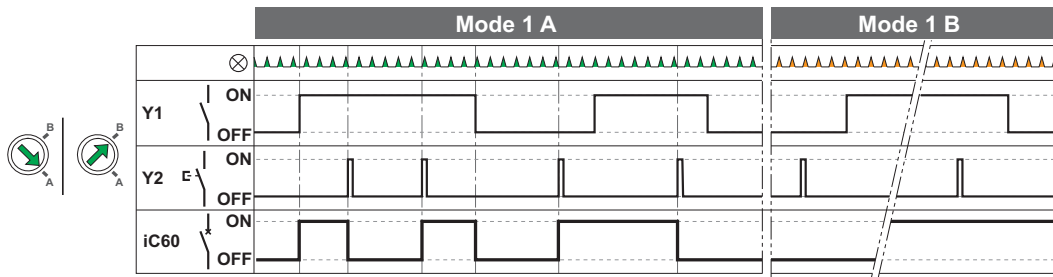 Mode 1 A Mode 1 B
Y1 ON
OFF
B B
A A
Y2 ON
OFF
iC60 ON
OFF